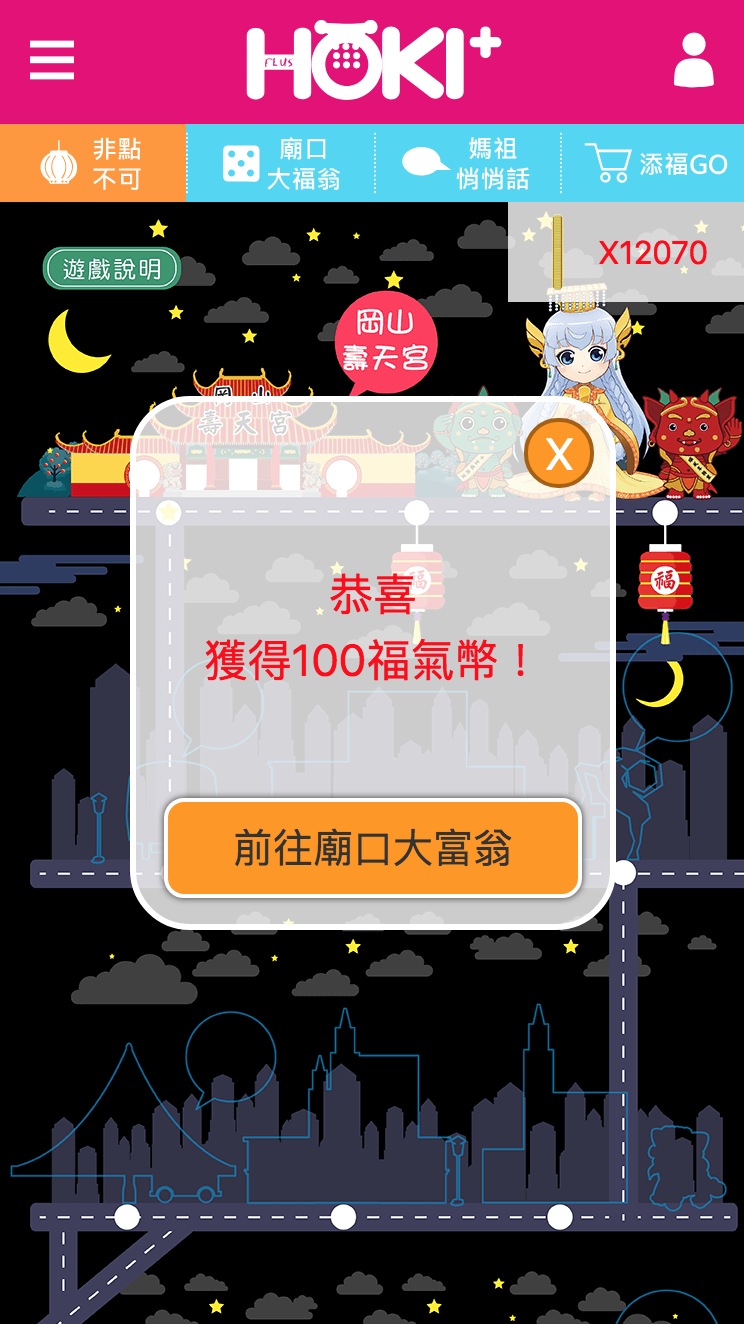 HOKI+
PLUS
非點
不可
廟口
大福翁
媽祖
悄悄話
添福GO
X12070
遊戲說明
岡山
壽天宮
岡山
壽天宮
X
福
福
恭喜
獲得100福氣幣！
前往廟口大富翁